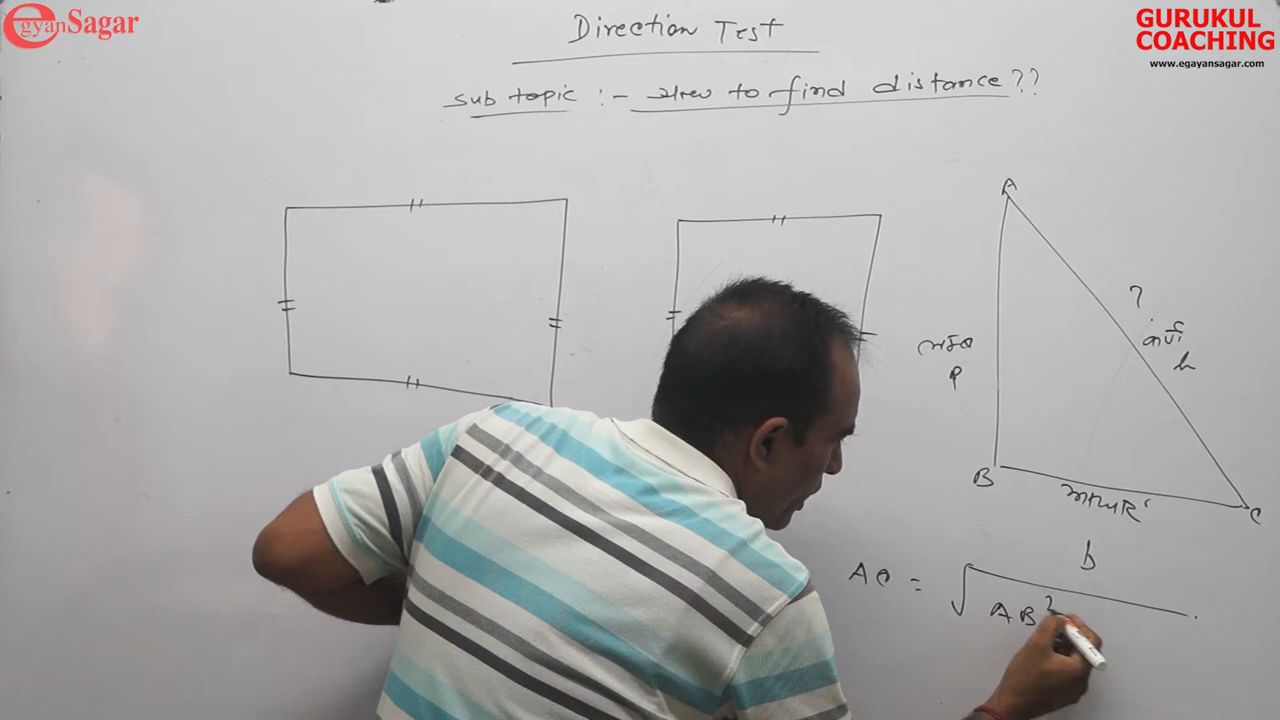 egyanSagar
GURUKUL
COACHING
www.egayansagar.com
Direction Test
Sub topic :- How to find distance??
A
?
कर्ण
h
लम्ब
P
B
आधार
C
b
AC = √AB²